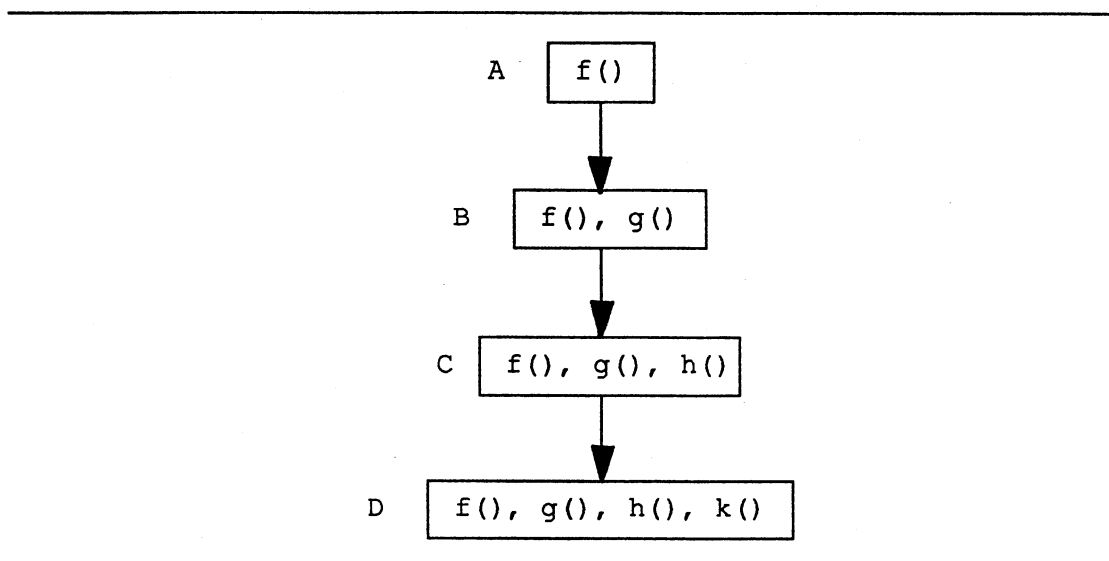 A f()
B f(), g()
C f(), g(), h()
D f(), g(), h(), k()